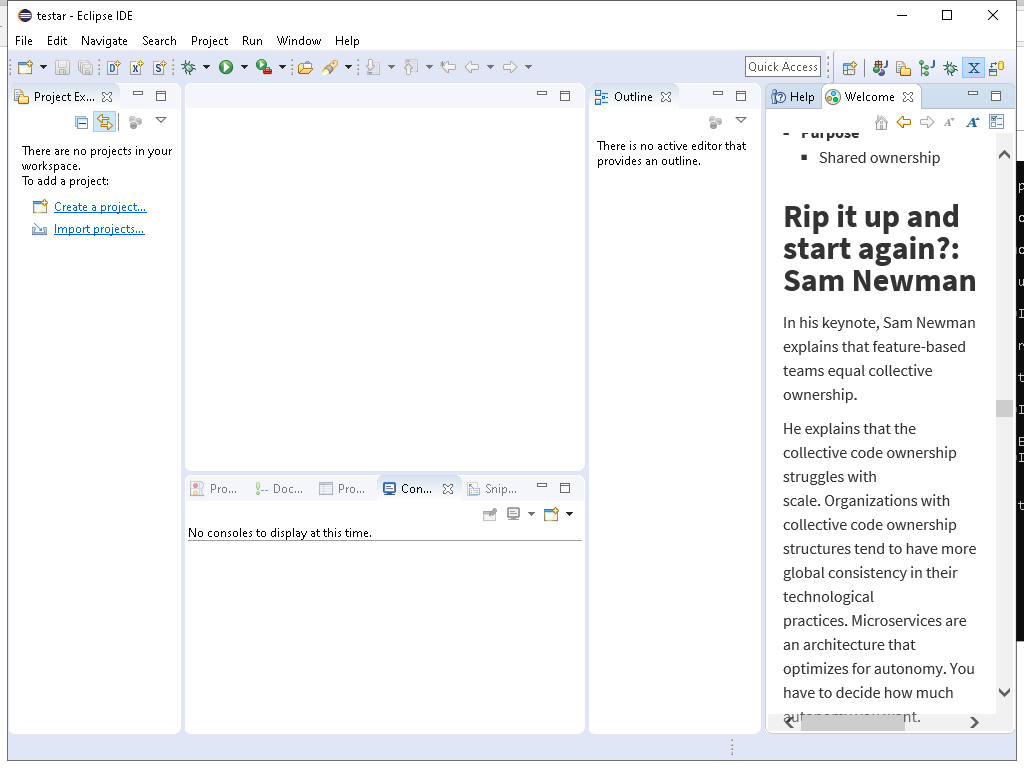 testar - Eclipse IDE
File Edit Navigate Search Project Run Window Help
Quick Access
Project Ex...
There are no projects in your
workspace.
To add a project:
Create a project...
Import projects...
Outline
There is no active editor that
provides an outline.
Pro... Doc... Pro... Con... Snip...
No consoles to display at this time.
Help Welcome
- Purpose
▪ Shared ownership
Rip it up and
start again?:
Sam Newman
In his keynote, Sam Newman
explains that feature-based
teams equal collective
ownership.
He explains that the
collective code ownership
struggles with
scale. Organizations with
collective code ownership
structures tend to have more
global consistency in their
technological
practices. Microservices are
an architecture that
optimizes for autonomy. You
have to decide how much
autonomy you want.